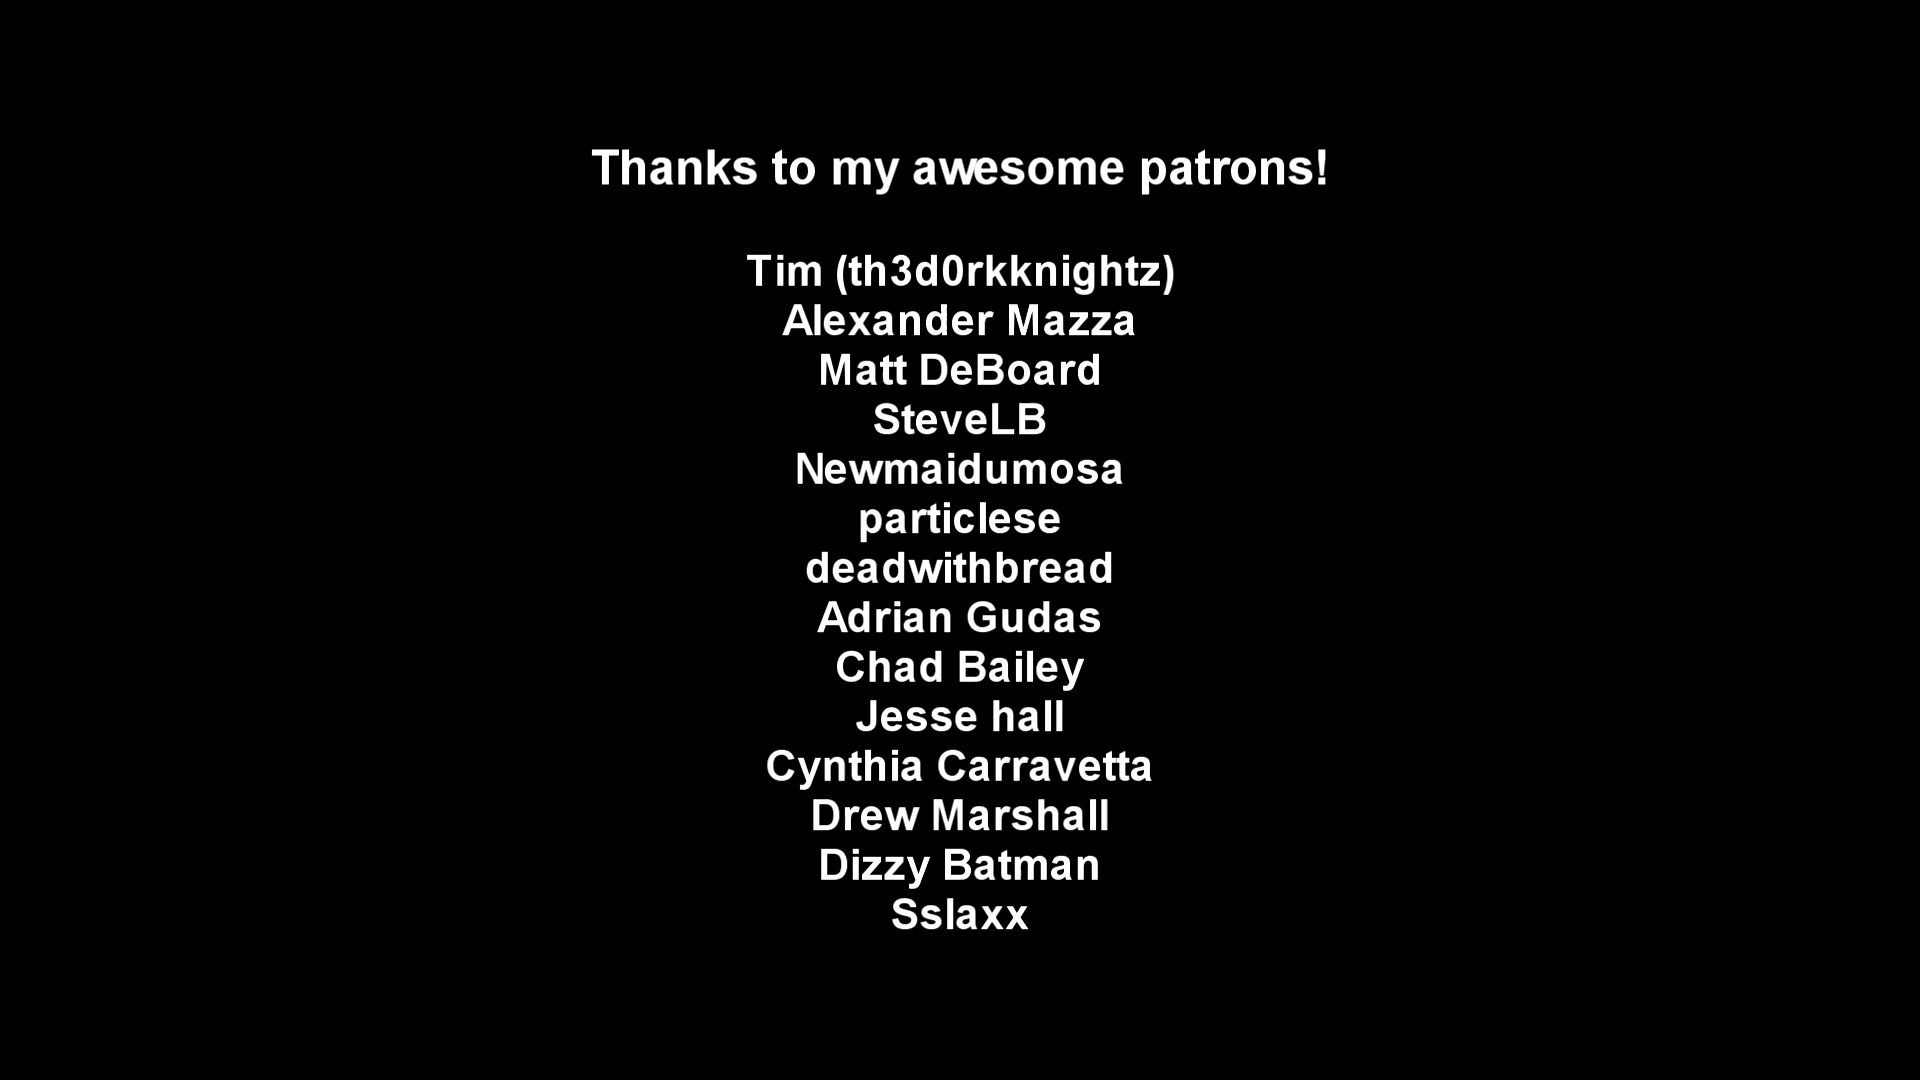 Thanks to my awesome patrons!
Tim (th3d0rkknightz)
Alexander Mazza
Matt DeBoard
SteveLB
Newmaidumosa
particlese
deadwithbread
Adrian Gudas
Chad Bailey
Jesse hall
Cynthia Carravetta
Drew Marshall
Dizzy Batman
Sslaxx